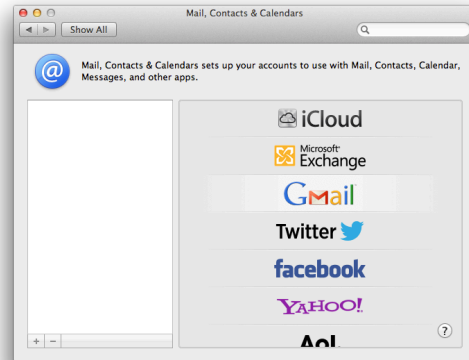 Mail, Contacts & Calendars
Show All
Mail, Contacts & Calendars sets up your accounts to use with Mail, Contacts, Calendar,
Messages, and other apps.
iCloud
Microsoft®
Exchange
Gmail
Twitter
facebook
YAHOO!
Aol.
+ −
?